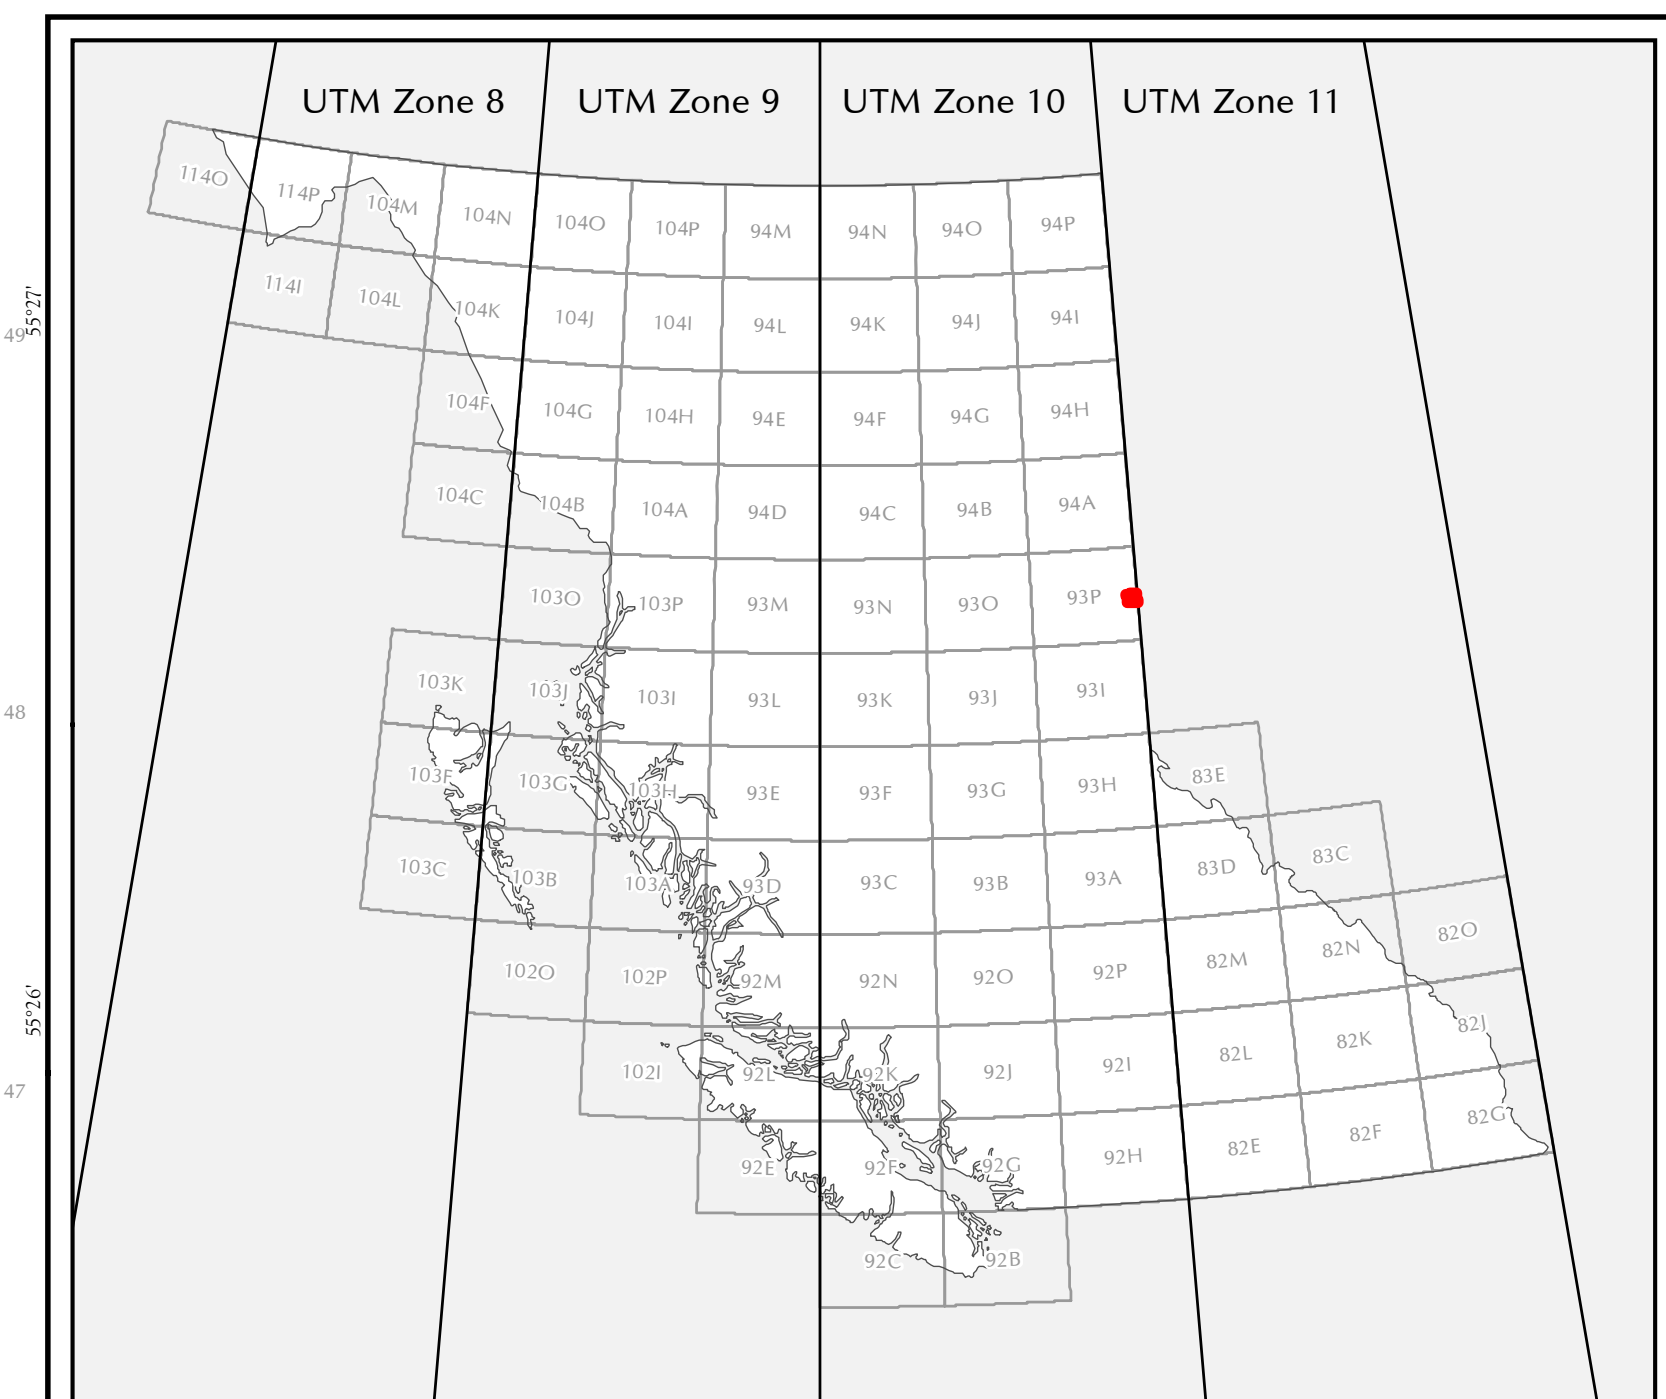 UTM Zone 8 UTM Zone 9 UTM Zone 10 UTM Zone 11
114O 114P 104M 104N 104O 104P 94M 94N 94O 94P
114I 104L 104K 104J 104I 94L 94K 94J 94I
49
55°27'
104F 104G 104H 94E 94F 94G 94H
104C 104B 104A 94D 94C 94B 94A
103O 103P 93M 93N 93O 93P
103K 103J 103I 93L 93K 93J 93I
48
103F 103G 103H 93E 93F 93G 93H 83E
103C 103B 103A 93D 93C 93B 93A 83D 83C
102O 102P 92M 92N 92O 92P 82M 82N 82O
55°26'
47
102I 92L 92K 92J 92I 82L 82K 82J
92E 92F 92G 92H 82E 82F 82G
92C 92B